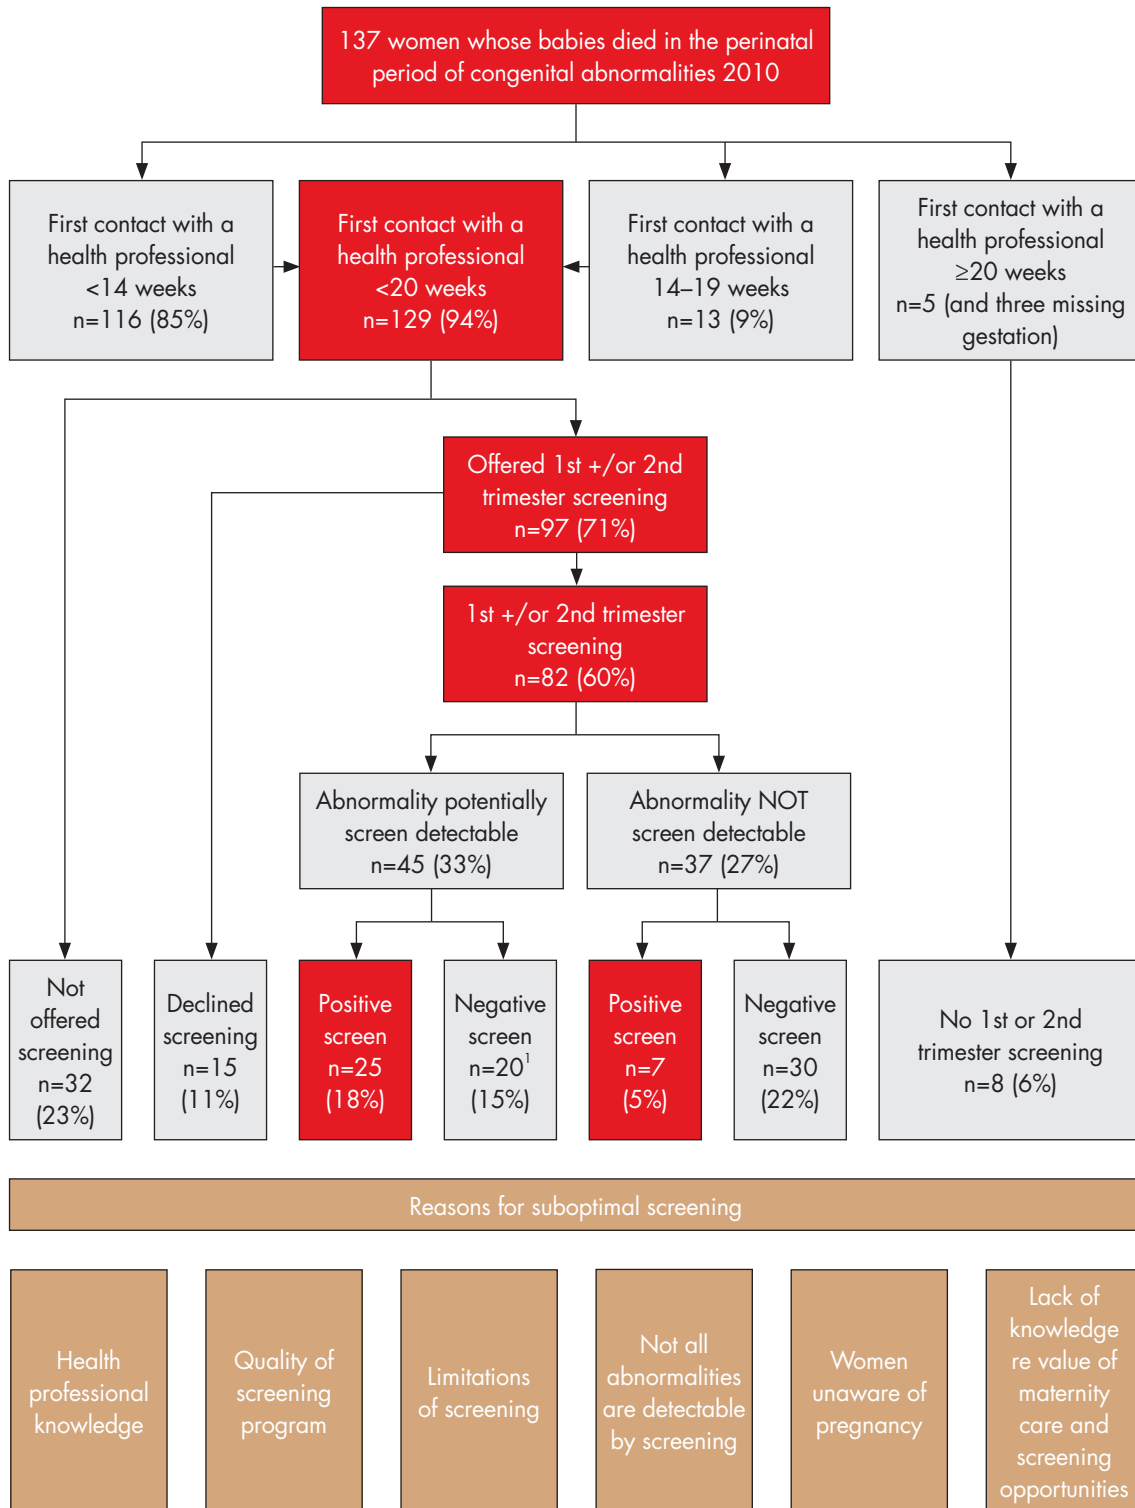 137 women whose babies died in the perinatal
period of congenital abnormalities 2010
First contact with a
health professional
<14 weeks
n=116 (85%)
First contact with a
health professional
<20 weeks
n=129 (94%)
First contact with a
health professional
14–19 weeks
n=13 (9%)
First contact with a
health professional
≥20 weeks
n=5 (and three missing
gestation)
Offered 1st +/or 2nd
trimester screening
n=97 (71%)
1st +/or 2nd trimester
screening
n=82 (60%)
Abnormality potentially
screen detectable
n=45 (33%)
Abnormality NOT
screen detectable
n=37 (27%)
Not
offered
screening
n=32
(23%)
Declined
screening
n=15
(11%)
Positive
screen
n=25
(18%)
Negative
screen
n=20¹
(15%)
Positive
screen
n=7
(5%)
Negative
screen
n=30
(22%)
No 1st or 2nd
trimester screening
n=8 (6%)
Reasons for suboptimal screening
Health
professional
knowledge
Quality of
screening
program
Limitations
of screening
Not all
abnormalities
are detectable
by screening
Women
unaware of
pregnancy
Lack of
knowledge
re value of
maternity
care and
screening
opportunities